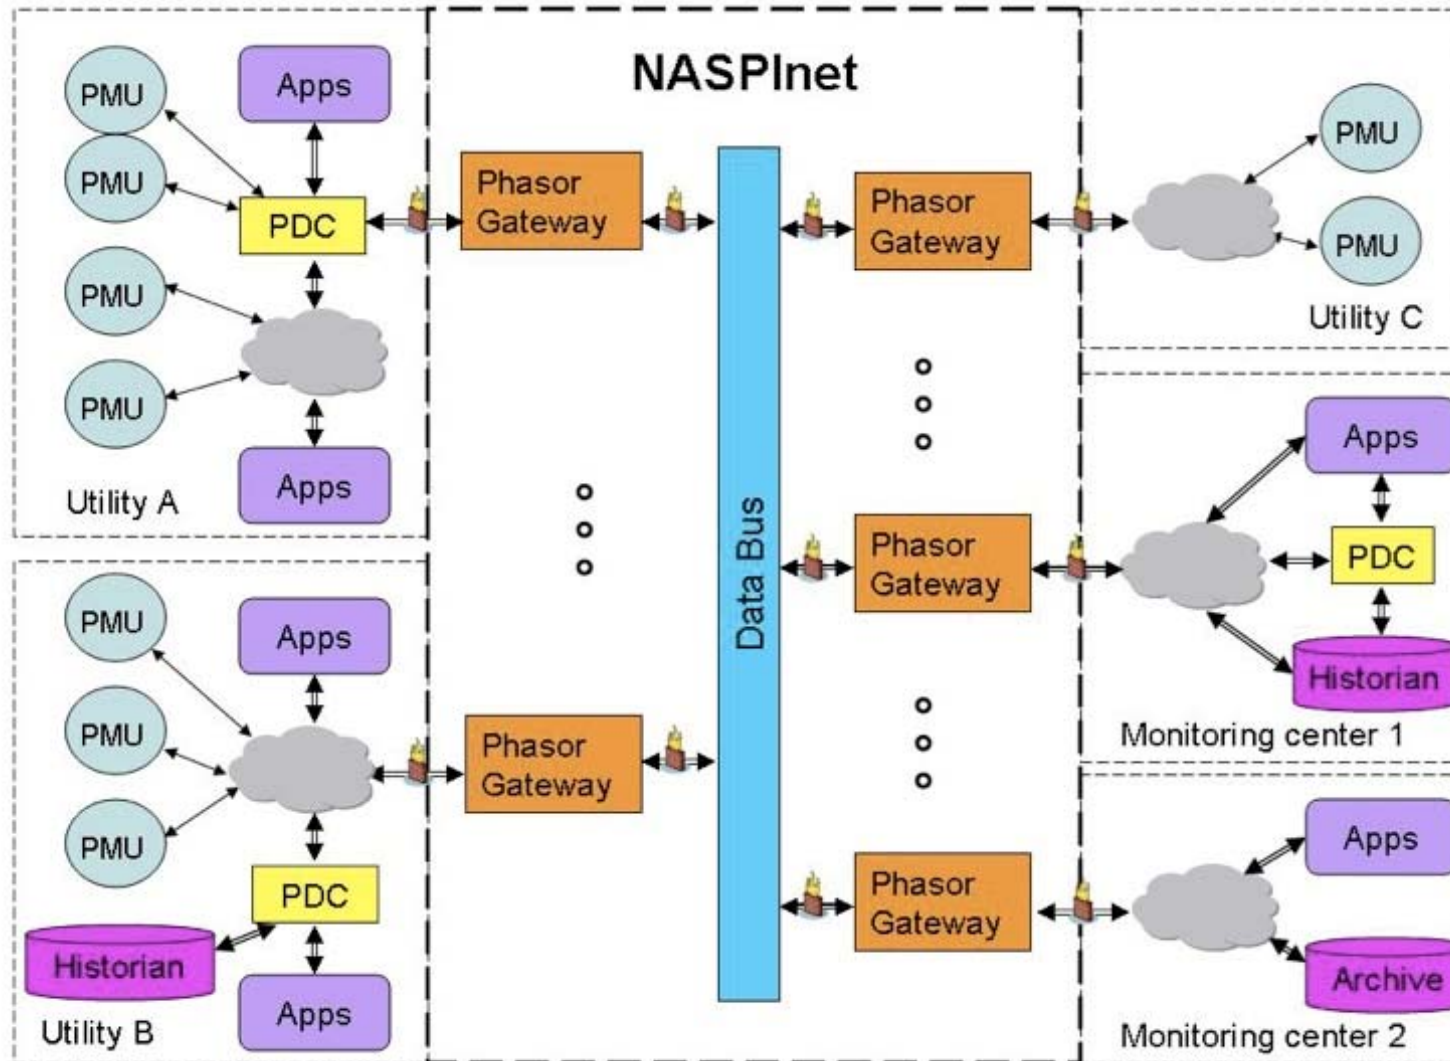 NASPInet
PMU
Apps
PMU
PDC
PMU
PMU
Apps
Utility A
Phasor
Gateway
Phasor
Gateway
PMU
PMU
Utility C
Data Bus
Phasor
Gateway
Apps
PDC
Historian
Monitoring center 1
PMU
Apps
PMU
PMU
PDC
Historian
Apps
Utility B
Phasor
Gateway
Phasor
Gateway
Apps
Archive
Monitoring center 2